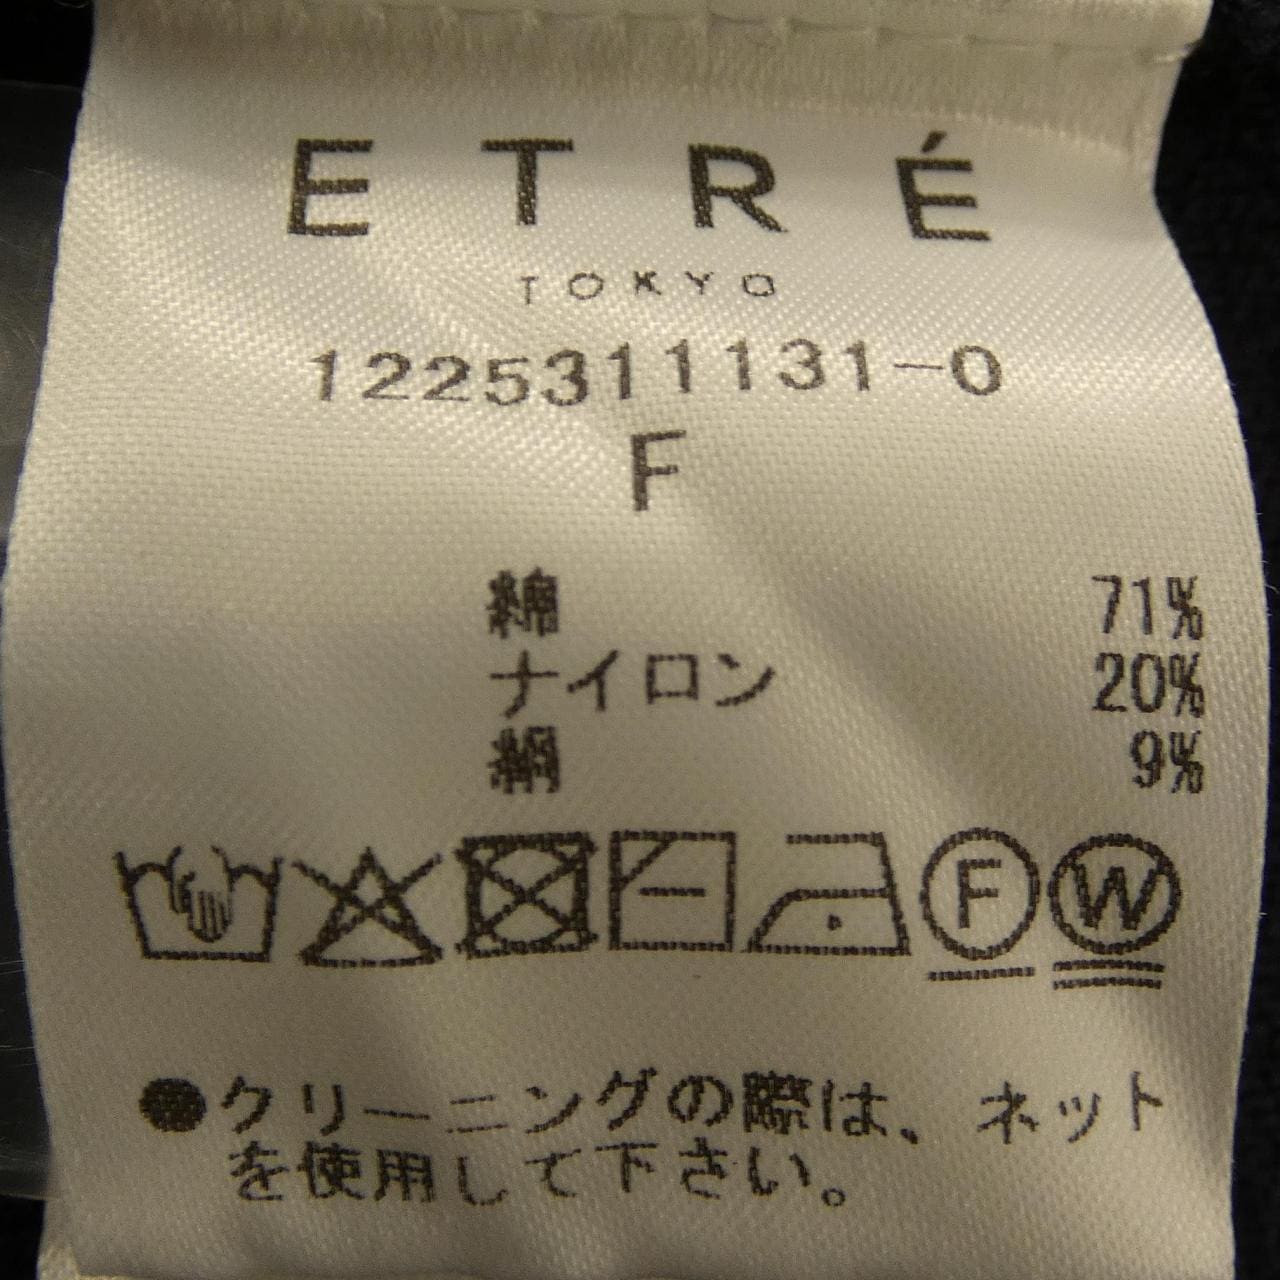 ETRÉ
TOKYO
1225311131-0
F
綿 71%
ナイロン 20%
絹 9%
F W
●クリーニングの際は、ネット
を使用して下さい。